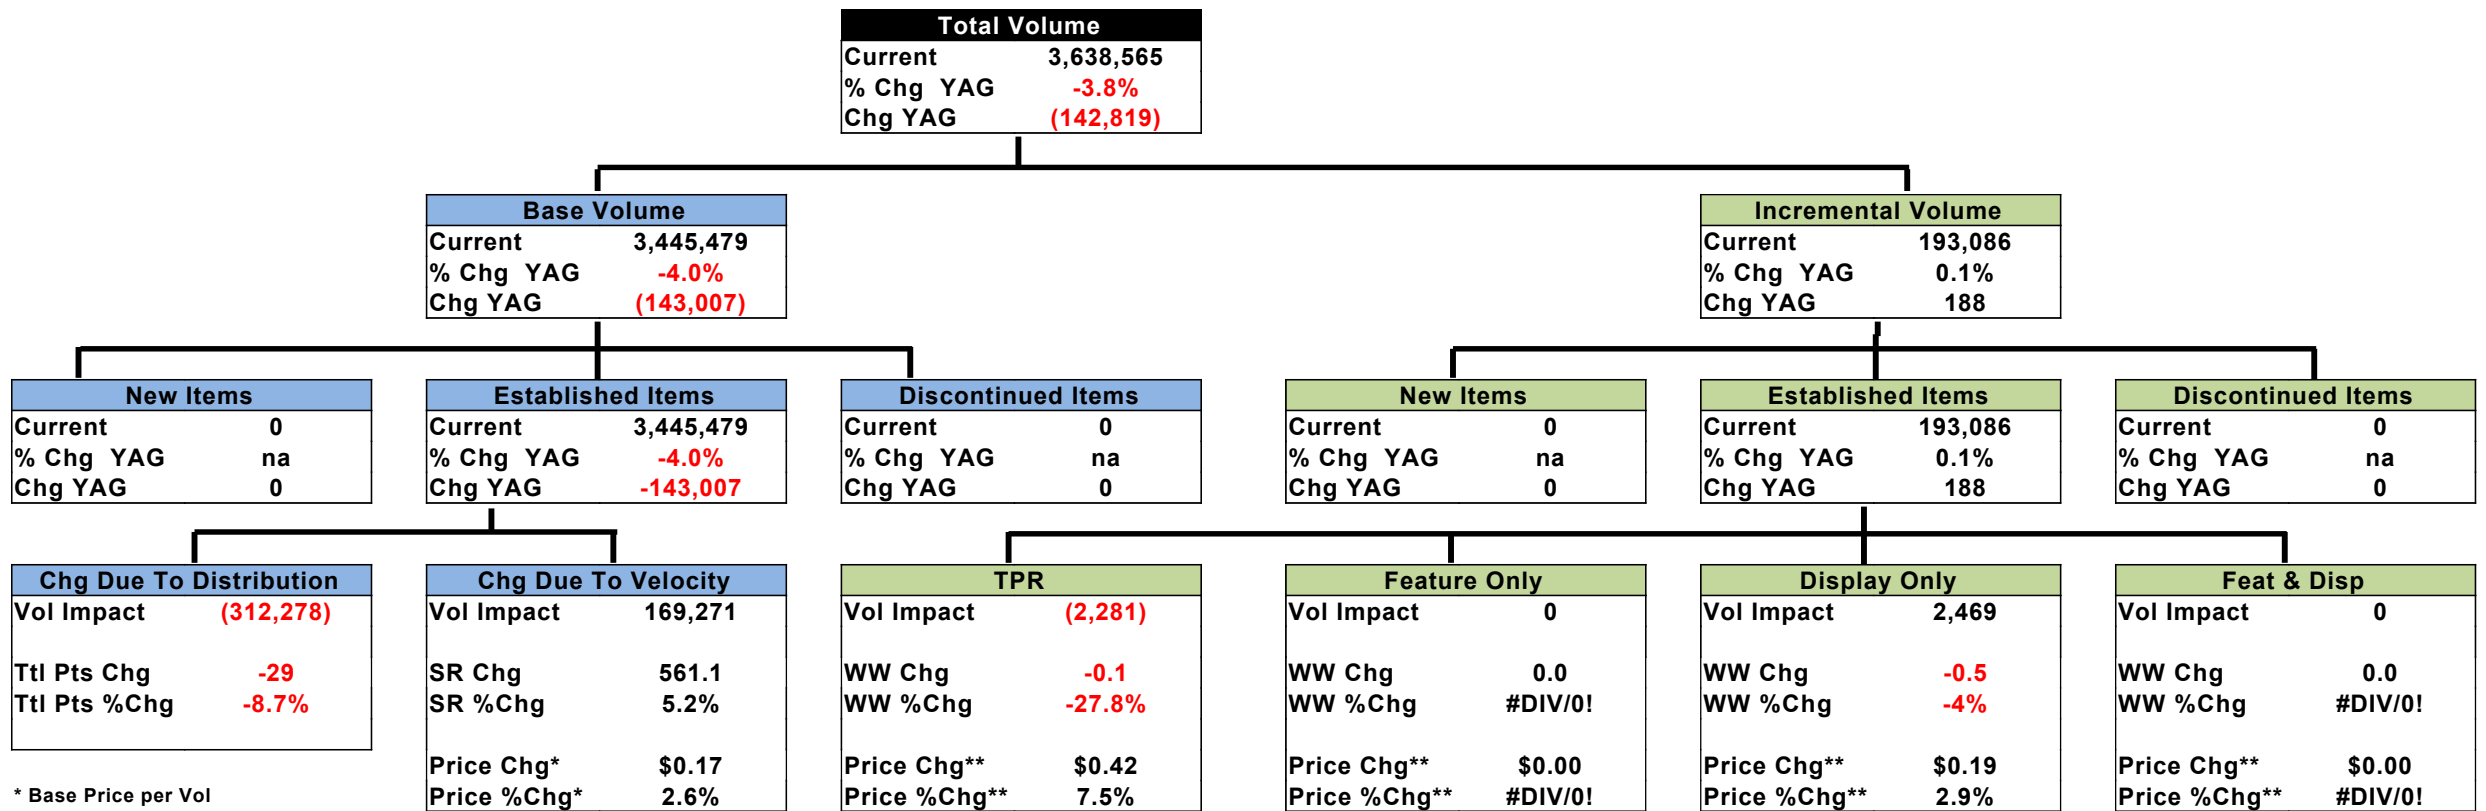 Total Volume
Current 3,638,565
% Chg YAG -3.8%
Chg YAG (142,819)
Base Volume Incremental Volume
Current 3,445,479 Current 193,086
% Chg YAG -4.0% % Chg YAG 0.1%
Chg YAG (143,007) Chg YAG 188
New Items Established Items Discontinued Items New Items Established Items Discontinued Items
Current 0 Current 3,445,479 Current 0 Current 0 Current 193,086 Current 0
% Chg YAG na % Chg YAG -4.0% % Chg YAG na % Chg YAG na % Chg YAG 0.1% % Chg YAG na
Chg YAG 0 Chg YAG -143,007 Chg YAG 0 Chg YAG 0 Chg YAG 188 Chg YAG 0
Chg Due To Distribution Chg Due To Velocity TPR Feature Only Display Only Feat & Disp
Vol Impact (312,278) Vol Impact 169,271 Vol Impact (2,281) Vol Impact 0 Vol Impact 2,469 Vol Impact 0
Ttl Pts Chg -29 SR Chg 561.1 WW Chg -0.1 WW Chg 0.0 WW Chg -0.5 WW Chg 0.0
Ttl Pts %Chg -8.7% SR %Chg 5.2% WW %Chg -27.8% WW %Chg #DIV/0! WW %Chg -4% WW %Chg #DIV/0!
Price Chg* $0.17 Price Chg** $0.42 Price Chg** $0.00 Price Chg** $0.19 Price Chg** $0.00
* Base Price per Vol Price %Chg* 2.6% Price %Chg** 7.5% Price %Chg** #DIV/0! Price %Chg** 2.9% Price %Chg** #DIV/0!